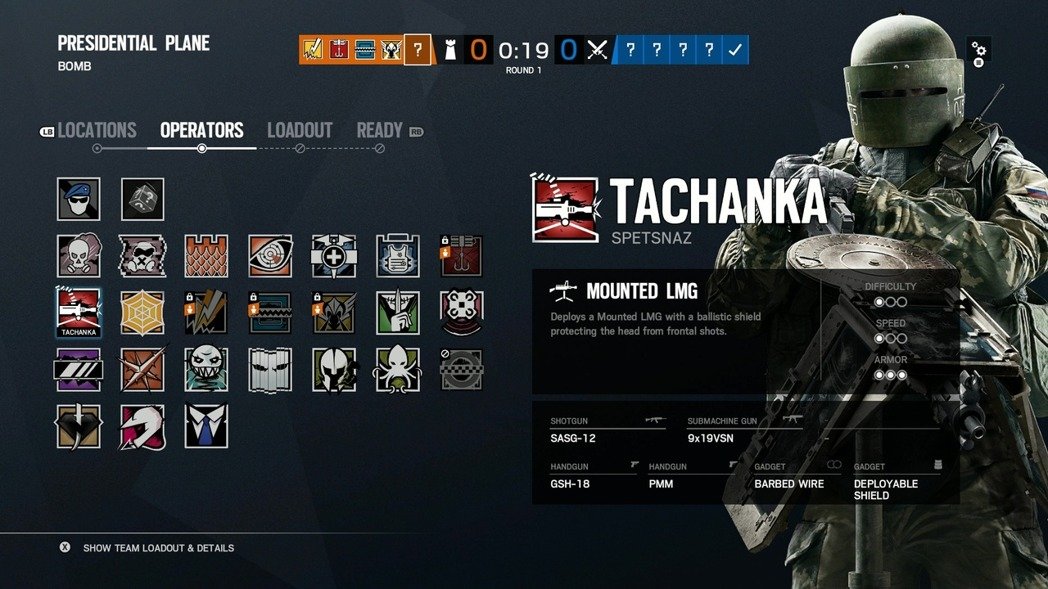 PRESIDENTIAL PLANE
BOMB
? 0 0:19 0 ? ? ? ?
ROUND 1
LB LOCATIONS OPERATORS LOADOUT READY RB
TACHANKA
SPETSNAZ
MOUNTED LMG
Deploys a Mounted LMG with a ballistic shield
protecting the head from frontal shots.
DIFFICULTY
SPEED
ARMOR
TACHANKA
SHOTGUN
SASG-12
SUBMACHINE GUN
9x19VSN
HANDGUN
GSH-18
HANDGUN
PMM
GADGET
BARBED WIRE
GADGET
DEPLOYABLE
SHIELD
X SHOW TEAM LOADOUT & DETAILS